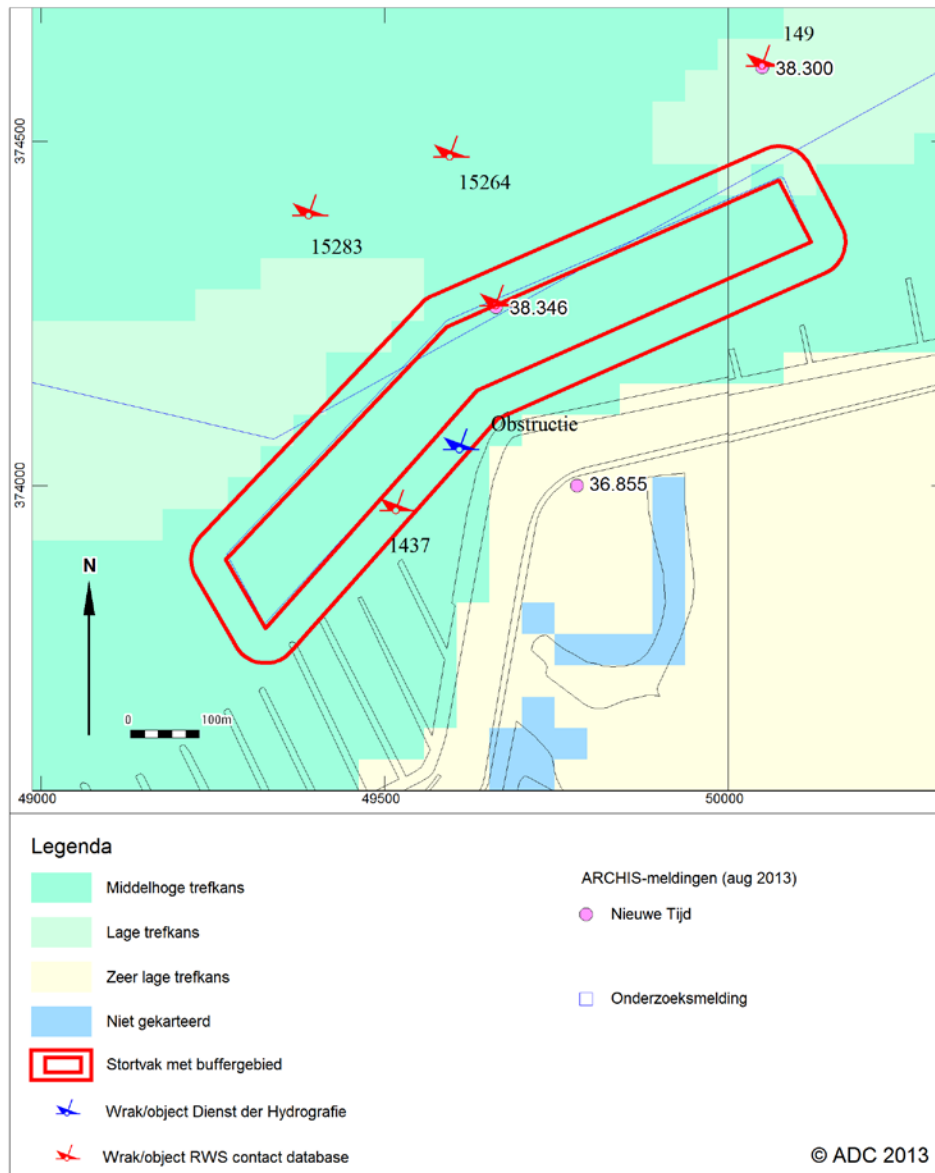 149
38.300
374500
15264
15283
38.346
Obstructie
374000
36.855
1437
N
0 100m
49000 49500 50000
Legenda
Middelhoge trefkans
Lage trefkans
Zeer lage trefkans
Niet gekarteerd
Stortvak met buffergebied
Wrak/object Dienst der Hydrografie
Wrak/object RWS contact database
ARCHIS-meldingen (aug 2013)
Nieuwe Tijd
Onderzoeksmelding
© ADC 2013